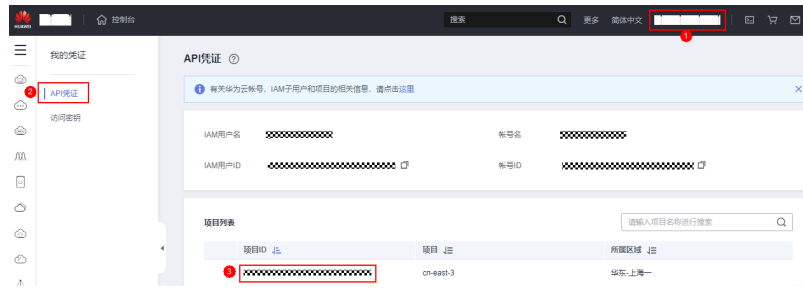 HUAWEI 控制台 搜索 更多 简体中文
1
我的凭证
API凭证
2 API凭证
有关华为云帐号、IAM子用户和项目的相关信息，请点击这里
访问密钥
IAM用户名 帐号名
IAM用户ID 帐号ID
项目列表 请输入项目名称进行搜索
项目ID 项目 所属区域
3 cn-east-3 华东-上海一